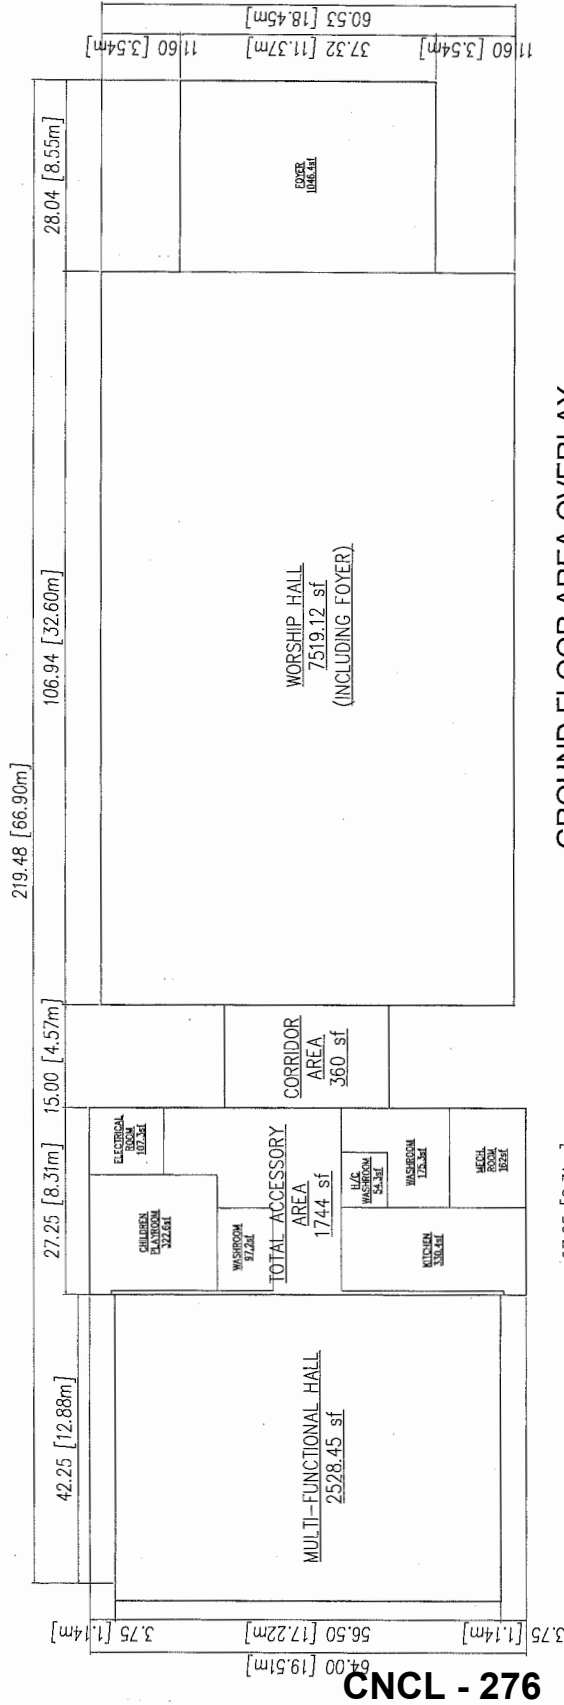 60.53 [18.45m]
11.60 [3.54m]
37.32 [11.37m]
11.60 [3.54m]
28.04 [8.55m]
FOYER
1046.4sf
106.94 [32.60m]
219.48 [66.90m]
WORSHIP HALL
7519.12 sf
(INCLUDING FOYER)
GROUND FLOOR AREA OVERLAY
15.00 [4.57m]
CORRIDOR
AREA
360 sf
27.25 [8.31m]
ELECTRICAL
ROOM
107.3sf
CHILDREN
PLAYROOM
322.6sf
WASHROOM
97.2sf
TOTAL ACCESSORY
AREA
1744 sf
H/C
WASHROOM
54.3sf
WASHROOM
175.3sf
MECH.
ROOM
162sf
KITCHEN
330.4sf
42.25 [12.88m]
MULTI-FUNCTIONAL HALL
2528.45 sf
3.75 [1.14m]
56.50 [17.22m]
3.75 [1.14m]
64.00 [19.51m]
CNCL - 276